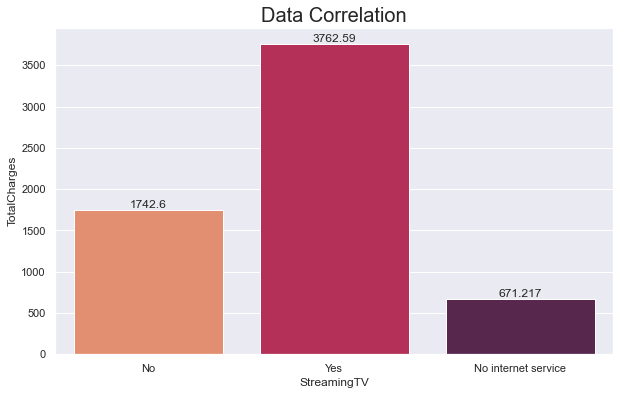 Data Correlation
3762.59
3500
3000
2500
2000
1742.6
1500
1000
671.217
500
0
TotalCharges
No Yes No internet service
StreamingTV